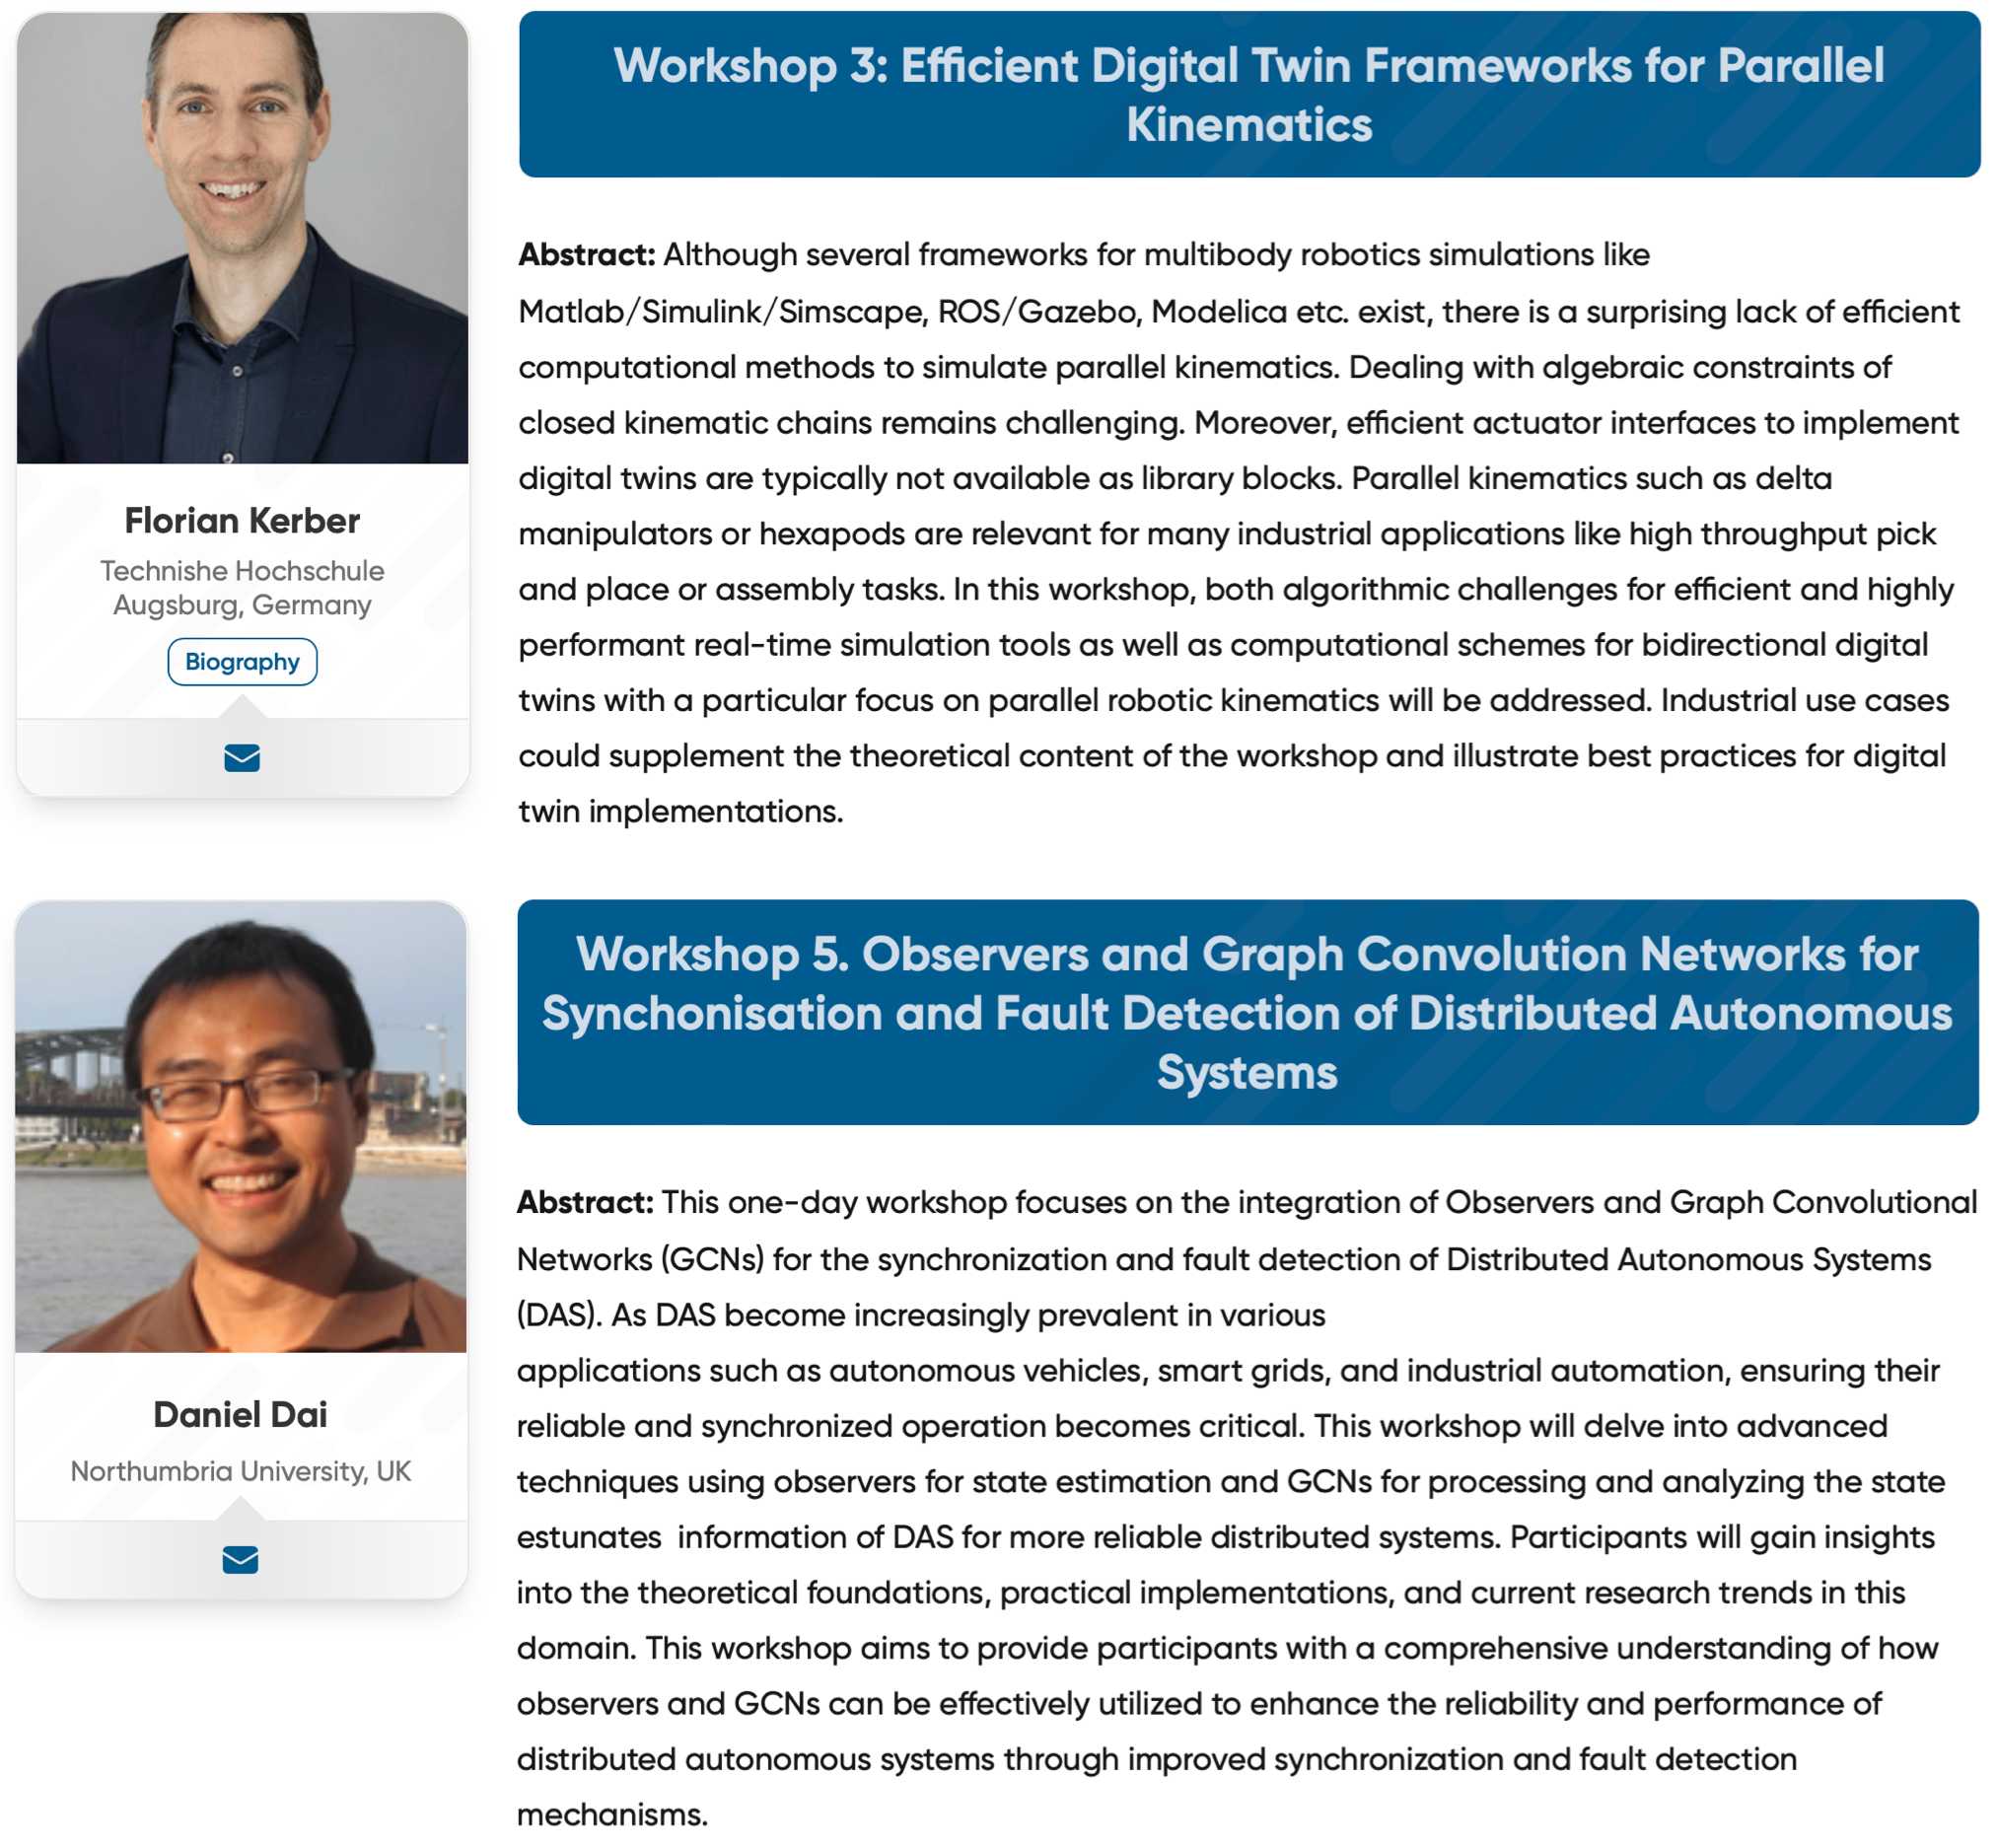 Workshop 3: Efficient Digital Twin Frameworks for Parallel
Kinematics
Abstract: Although several frameworks for multibody robotics simulations like
Matlab/Simulink/Simscape, ROS/Gazebo, Modelica etc. exist, there is a surprising lack of efficient
computational methods to simulate parallel kinematics. Dealing with algebraic constraints of
closed kinematic chains remains challenging. Moreover, efficient actuator interfaces to implement
digital twins are typically not available as library blocks. Parallel kinematics such as delta
manipulators or hexapods are relevant for many industrial applications like high throughput pick
and place or assembly tasks. In this workshop, both algorithmic challenges for efficient and highly
performant real-time simulation tools as well as computational schemes for bidirectional digital
twins with a particular focus on parallel robotic kinematics will be addressed. Industrial use cases
could supplement the theoretical content of the workshop and illustrate best practices for digital
twin implementations.
Florian Kerber
Technishe Hochschule
Augsburg, Germany
Biography
Workshop 5. Observers and Graph Convolution Networks for
Synchonisation and Fault Detection of Distributed Autonomous
Systems
Abstract: This one-day workshop focuses on the integration of Observers and Graph Convolutional
Networks (GCNs) for the synchronization and fault detection of Distributed Autonomous Systems
(DAS). As DAS become increasingly prevalent in various
applications such as autonomous vehicles, smart grids, and industrial automation, ensuring their
reliable and synchronized operation becomes critical. This workshop will delve into advanced
techniques using observers for state estimation and GCNs for processing and analyzing the state
estunates  information of DAS for more reliable distributed systems. Participants will gain insights
into the theoretical foundations, practical implementations, and current research trends in this
domain. This workshop aims to provide participants with a comprehensive understanding of how
observers and GCNs can be effectively utilized to enhance the reliability and performance of
distributed autonomous systems through improved synchronization and fault detection
mechanisms.
Daniel Dai
Northumbria University, UK